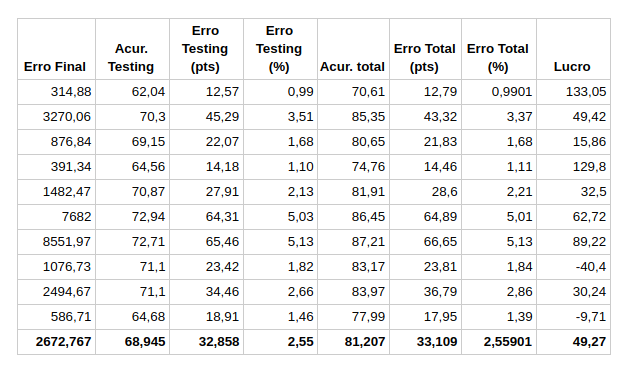 Erro Final Acur. Testing Erro Testing (pts) Erro Testing (%) Acur. total Erro Total (pts) Erro Total (%) Lucro
314,88 62,04 12,57 0,99 70,61 12,79 0,9901 133,05
3270,06 70,3 45,29 3,51 85,35 43,32 3,37 49,42
876,84 69,15 22,07 1,68 80,65 21,83 1,68 15,86
391,34 64,56 14,18 1,10 74,76 14,46 1,11 129,8
1482,47 70,87 27,91 2,13 81,91 28,6 2,21 32,5
7682 72,94 64,31 5,03 86,45 64,89 5,01 62,72
8551,97 72,71 65,46 5,13 87,21 66,65 5,13 89,22
1076,73 71,1 23,42 1,82 83,17 23,81 1,84 -40,4
2494,67 71,1 34,46 2,66 83,97 36,79 2,86 30,24
586,71 64,68 18,91 1,46 77,99 17,95 1,39 -9,71
2672,767 68,945 32,858 2,55 81,207 33,109 2,55901 49,27